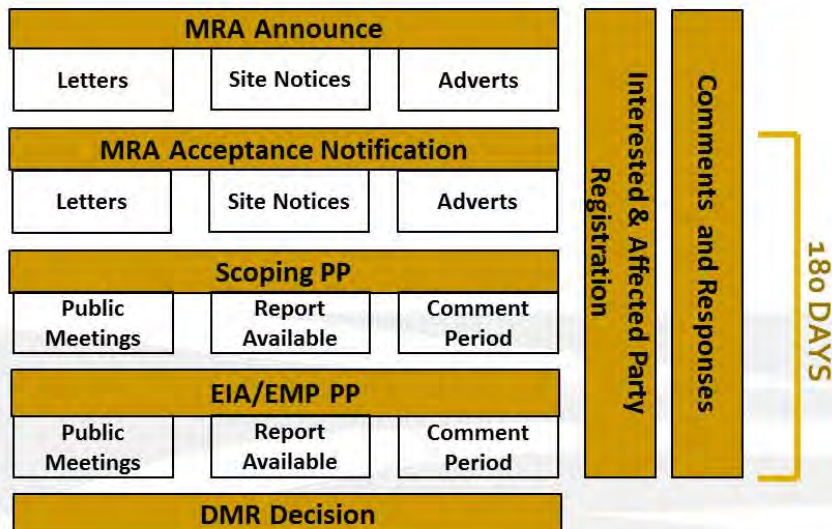 MRA Announce
Letters
Site Notices
Adverts
MRA Acceptance Notification
Letters
Site Notices
Adverts
Scoping PP
Public
Meetings
Report
Available
Comment
Period
EIA/EMP PP
Public
Meetings
Report
Available
Comment
Period
DMR Decision
Interested & Affected Party
Registration
Comments and Responses
180 DAYS